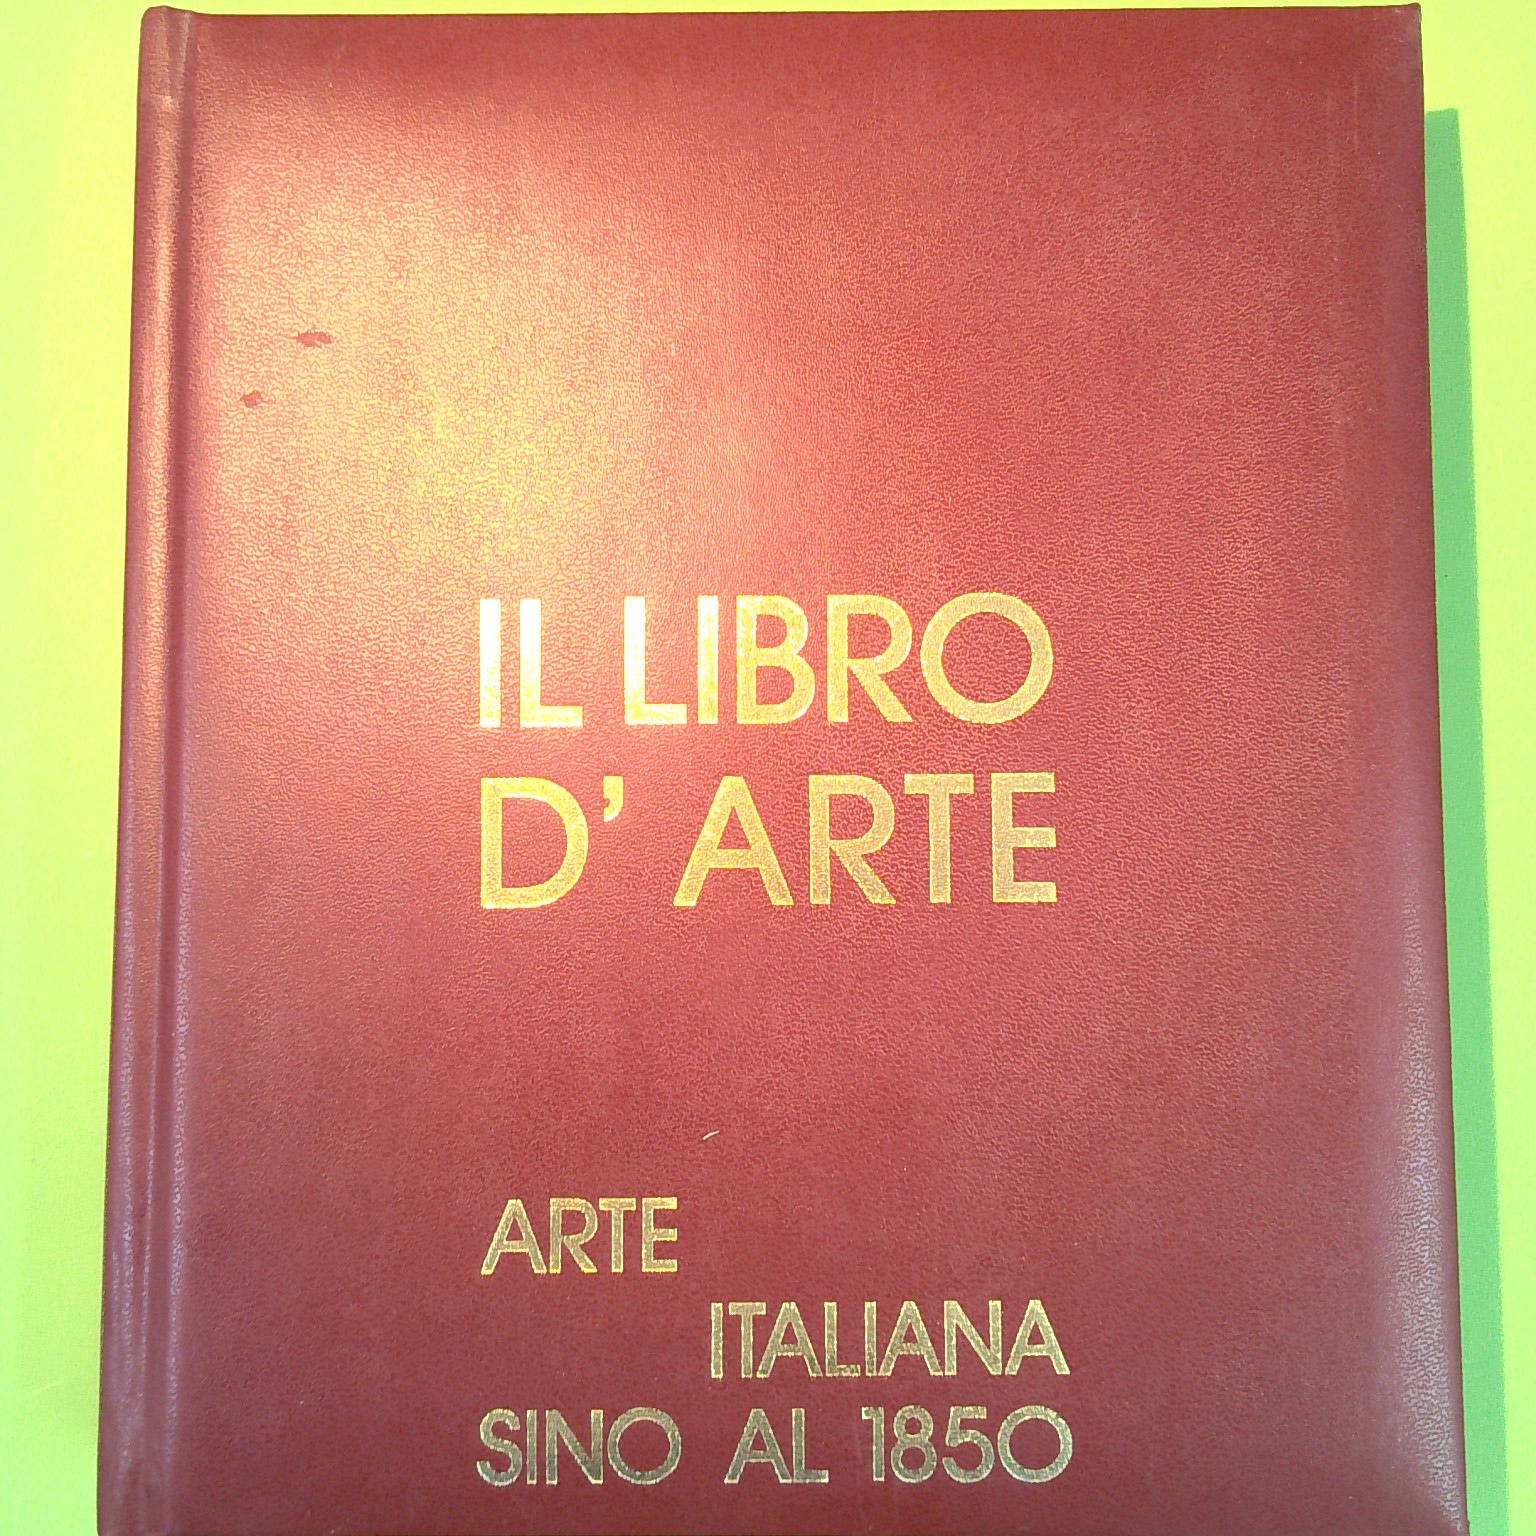 IL LIBRO
D' ARTE
ARTE
ITALIANA
SINO AL 1850